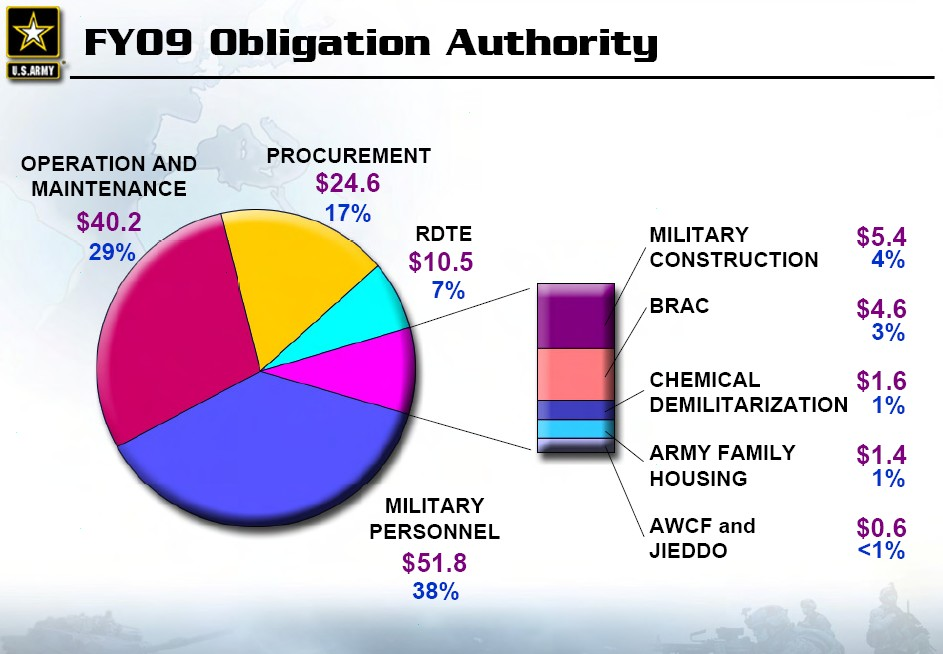 FY09 Obligation Authority
U.S.ARMY
OPERATION AND
MAINTENANCE
$40.2
29%
PROCUREMENT
$24.6
17%
RDTE
$10.5
7%
MILITARY
PERSONNEL
$51.8
38%
MILITARY
CONSTRUCTION
$5.4
4%
BRAC
$4.6
3%
CHEMICAL
DEMILITARIZATION
$1.6
1%
ARMY FAMILY
HOUSING
$1.4
1%
AWCF and
JIEDDO
$0.6
<1%